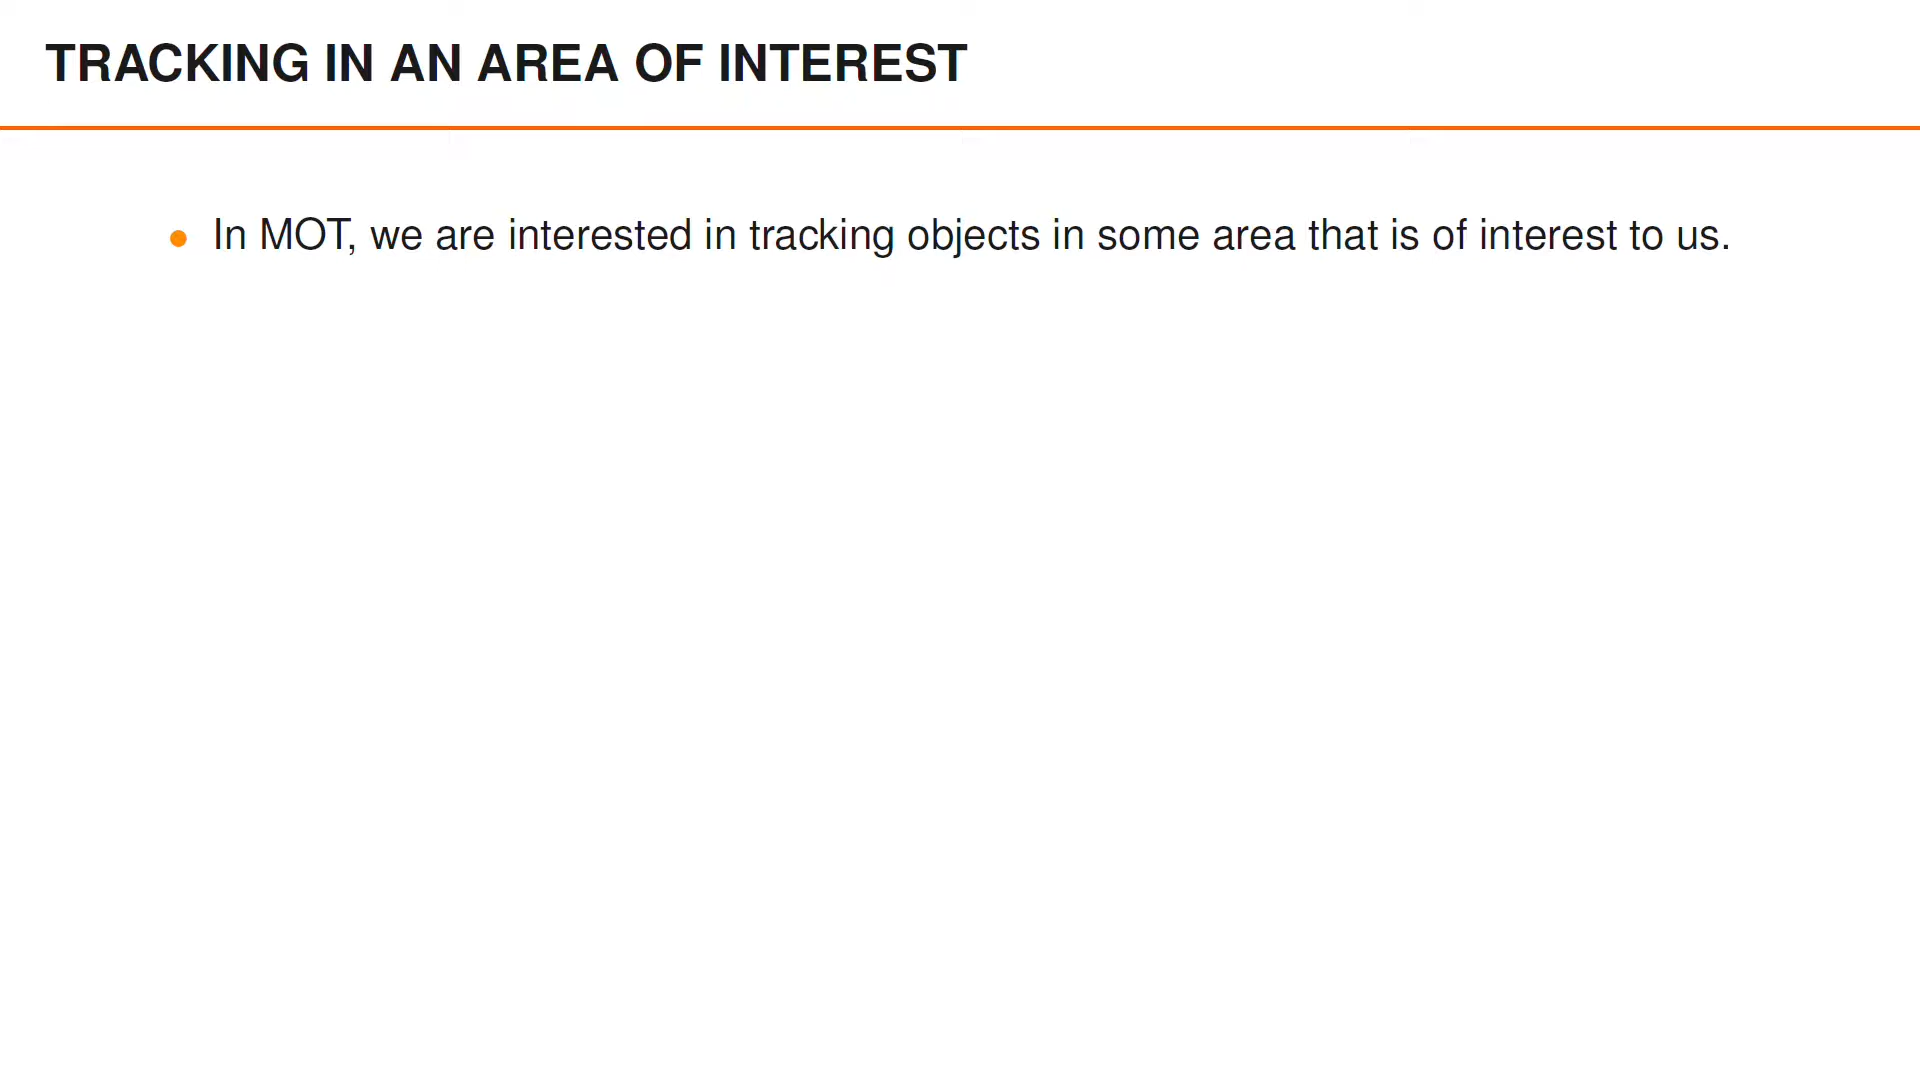 TRACKING IN AN AREA OF INTEREST
In MOT, we are interested in tracking objects in some area that is of interest to us.